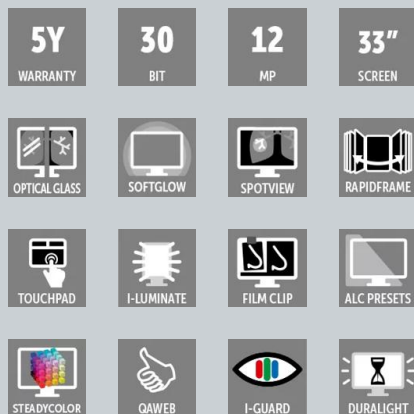 5Y
30
12
33"
WARRANTY
BIT
MP
SCREEN
OPTICAL GLASS
SOFTGLOW
SPOTVIEW
RAPIDFRAME
TOUCHPAD
I-LUMINATE
FILM CLIP
ALC PRESETS
STEADYCOLOR
QAWEB
I-GUARD
DURALIGHT